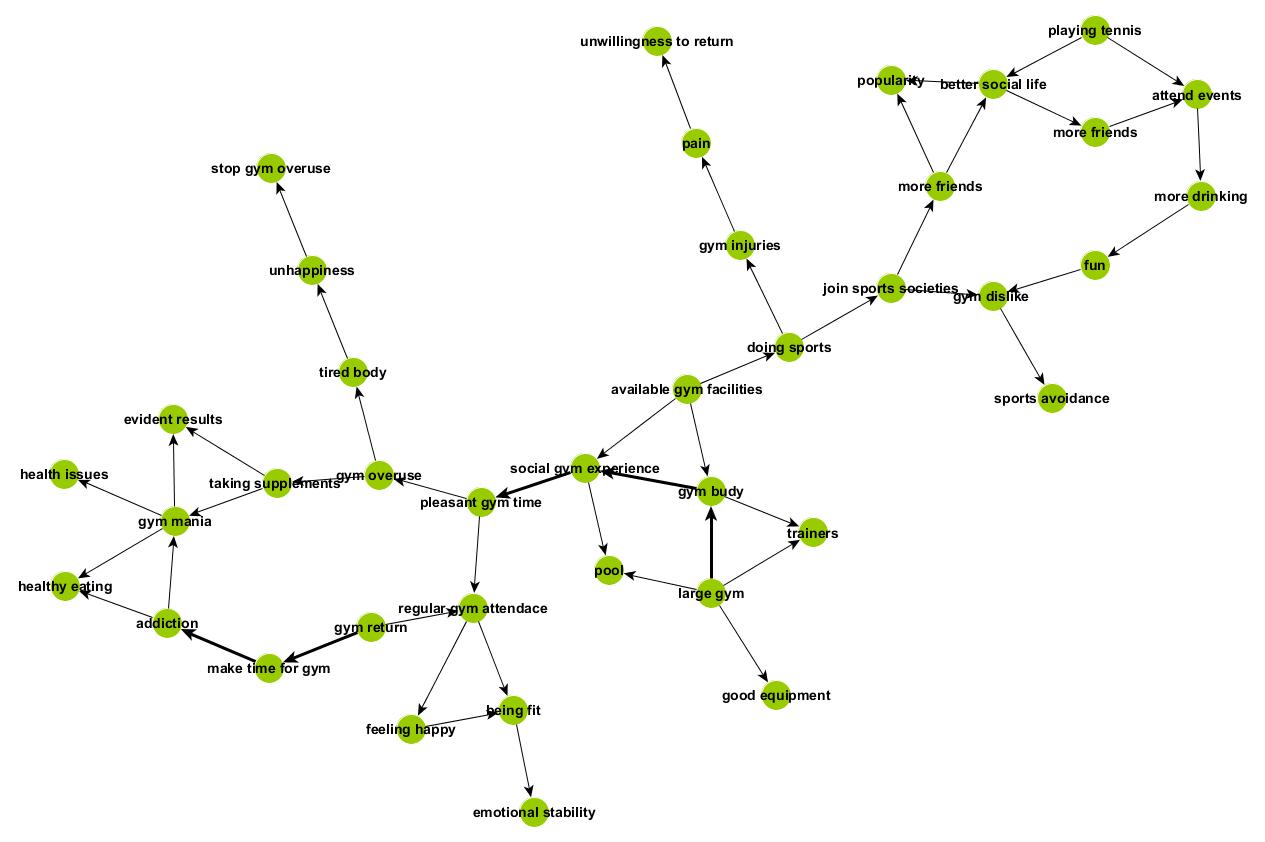 playing tennis
unwillingness to return
popularity
better social life
attend events
more friends
pain
stop gym overuse
more friends
more drinking
gym injuries
fun
unhappiness
join sports societies
gym dislike
doing sports
tired body
available gym facilities
sports avoidance
evident results
social gym experience
health issues
gym overuse
taking supplements
gym budy
pleasant gym time
gym mania
trainers
pool
healthy eating
large gym
regular gym attendace
addiction
gym return
make time for gym
good equipment
being fit
feeling happy
emotional stability